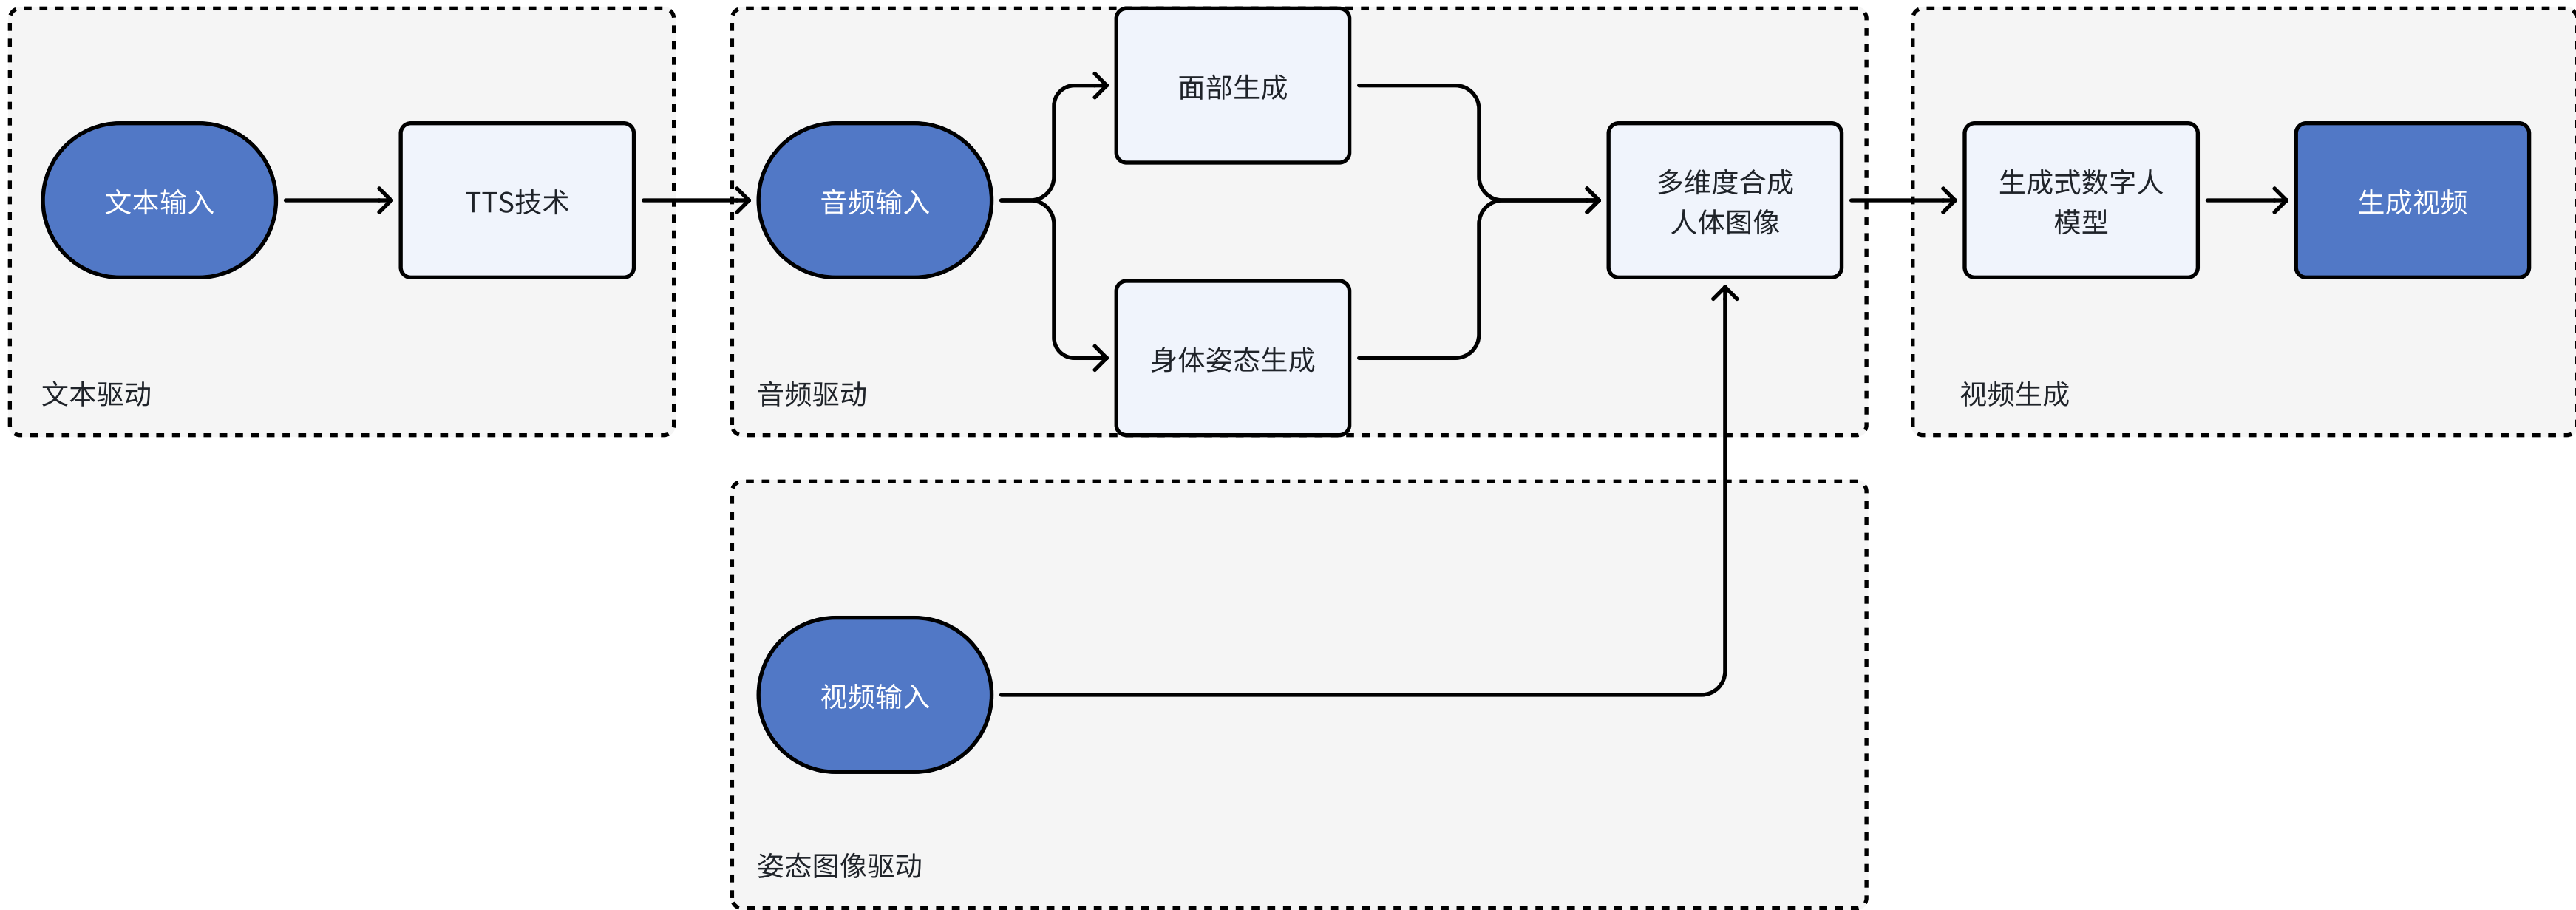 文本输入
TTS技术
文本驱动
音频输入
面部生成
身体姿态生成
多维度合成
人体图像
音频驱动
生成式数字人
模型
生成视频
视频生成
视频输入
姿态图像驱动